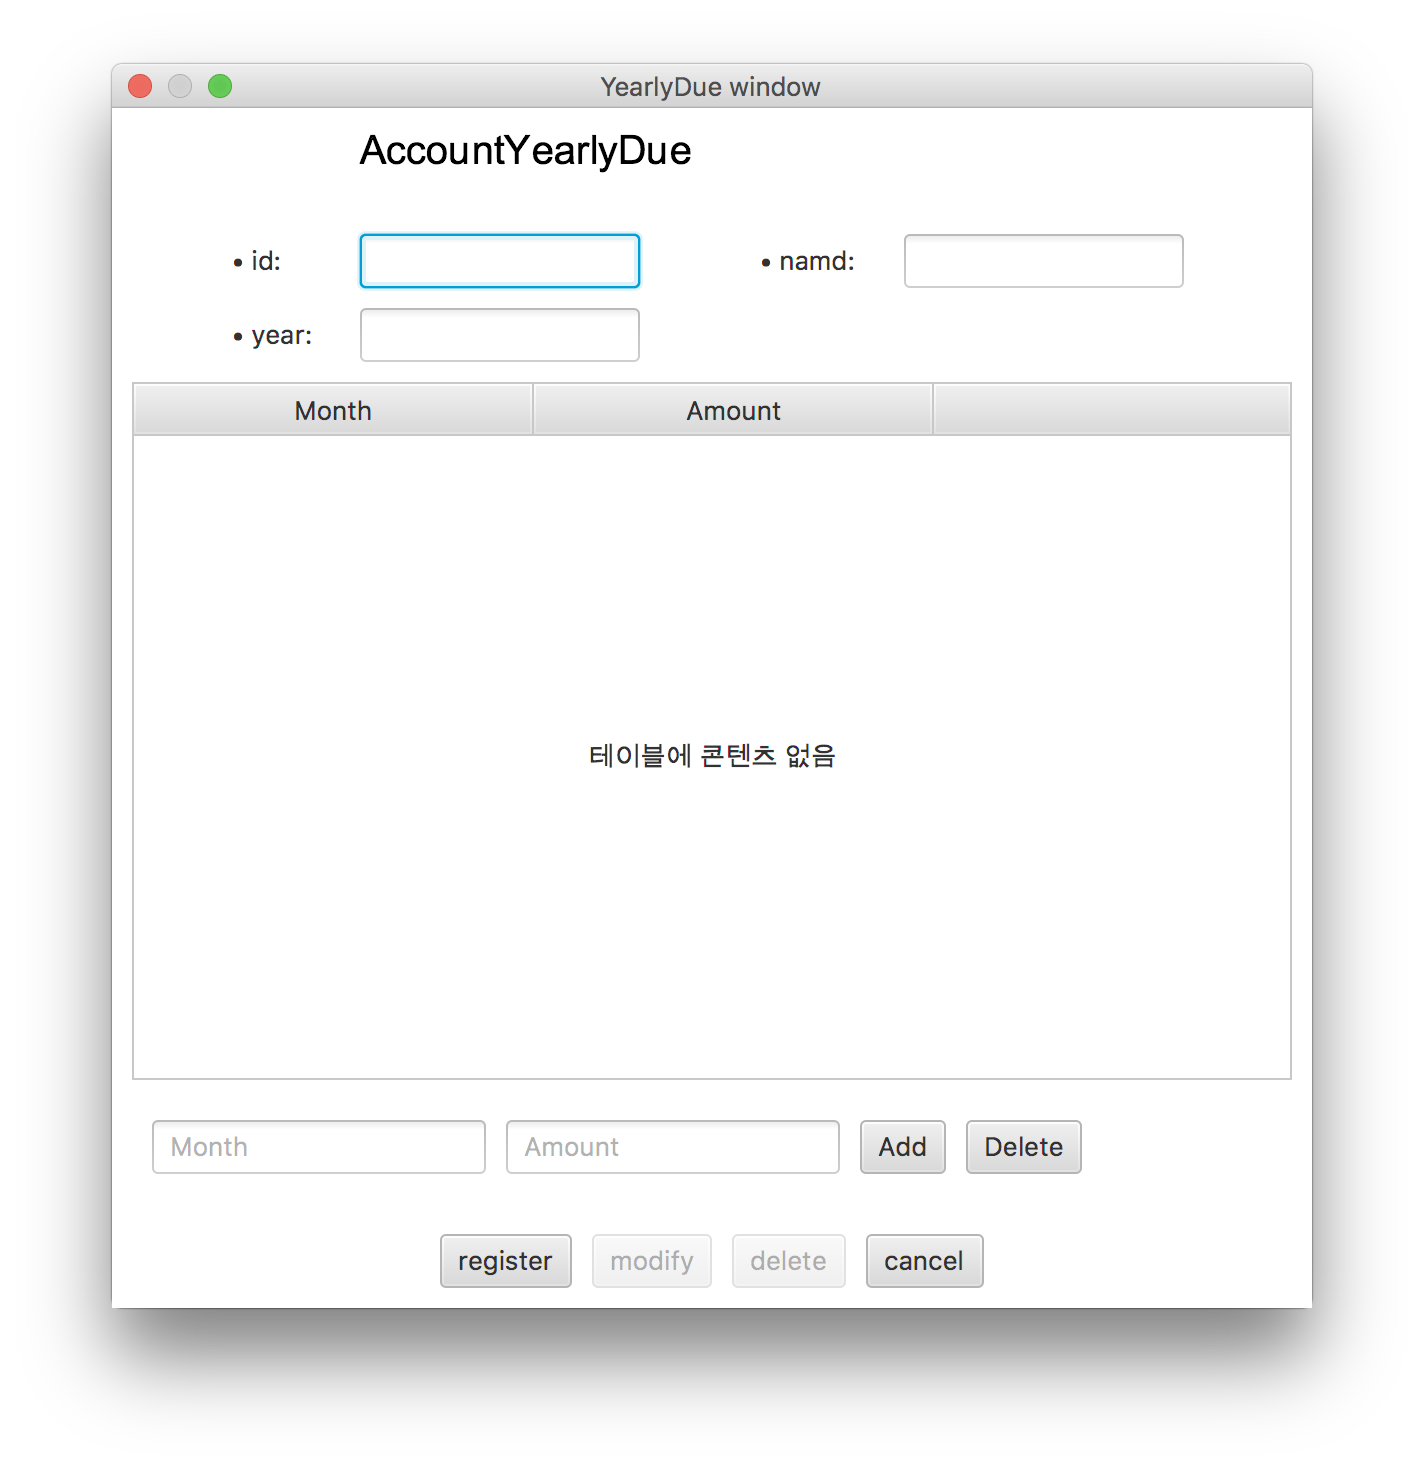 YearlyDue window
AccountYearlyDue
• id:
• namd:
• year:
Month Amount
테이블에 콘텐츠 없음
Month Amount Add Delete
register modify delete cancel